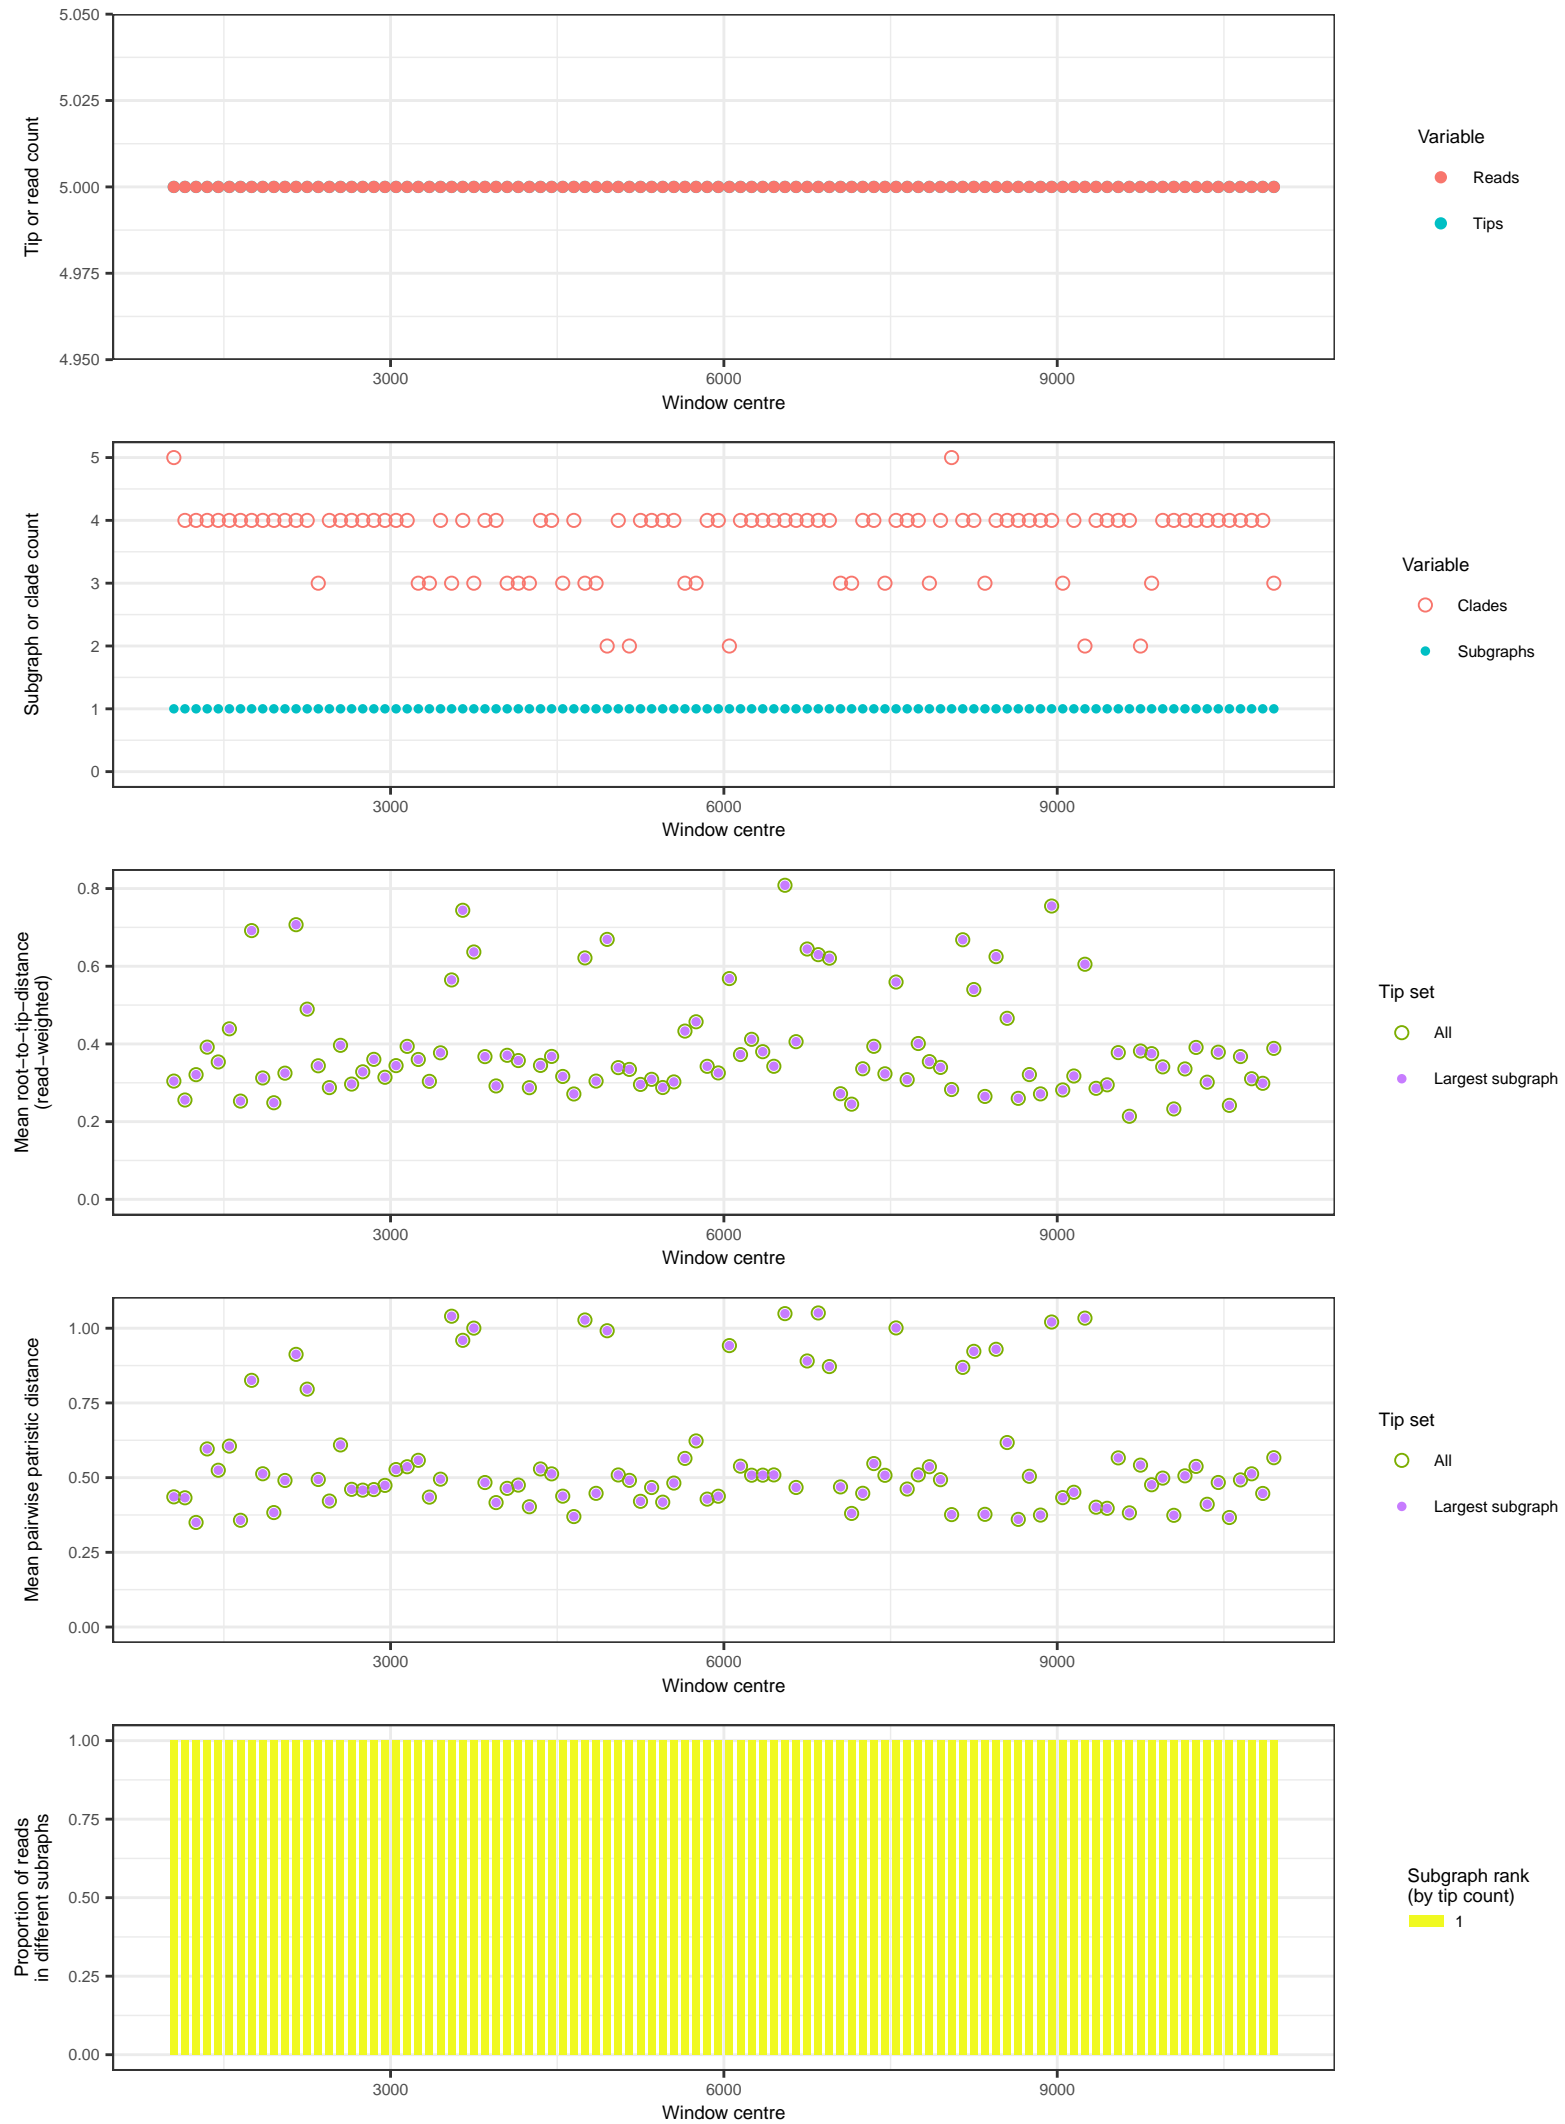 5.050
5.025
5.000
4.975
4.950
Tip or read count
3000 6000 9000
Window centre
Variable
Reads
Tips
5
4
3
2
1
0
Subgraph or clade count
3000 6000 9000
Window centre
Variable
Clades
Subgraphs
0.8
0.6
0.4
0.2
0.0
Mean root−to−tip−distance
(read−weighted)
3000 6000 9000
Window centre
Tip set
All
Largest subgraph
1.00
0.75
0.50
0.25
0.00
Mean pairwise patristic distance
3000 6000 9000
Window centre
Tip set
All
Largest subgraph
1.00
0.75
0.50
0.25
0.00
Proportion of reads
in different subraphs
3000 6000 9000
Window centre
Subgraph rank
(by tip count)
1